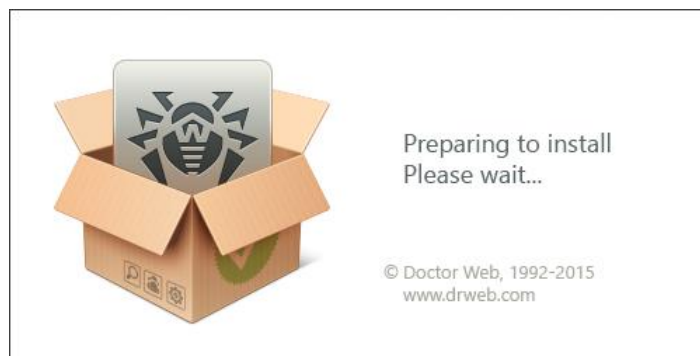 Preparing to install
Please wait...
© Doctor Web, 1992-2015
www.drweb.com